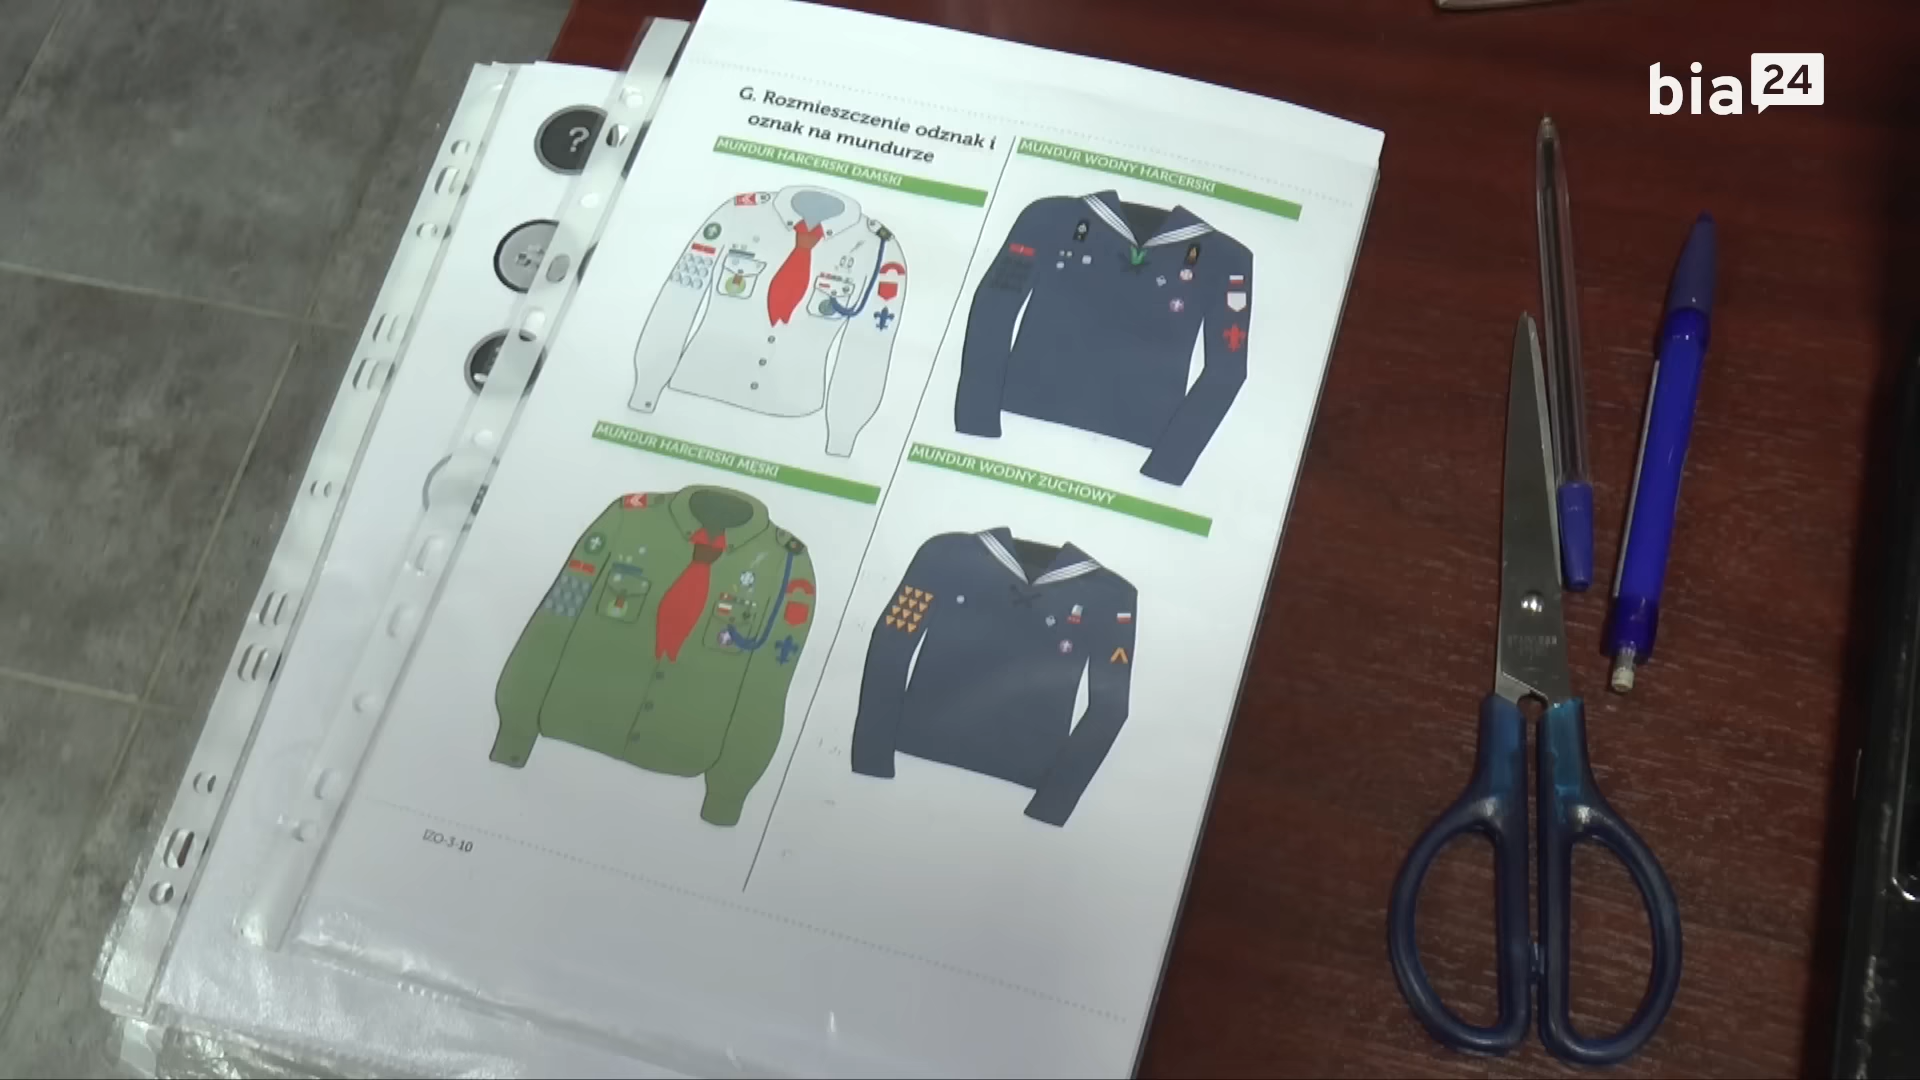 bia24
G. Rozmieszczenie odznak i
oznak na mundurze
MUNDUR HARCERSKI DAMSKI
MUNDUR WODNY HARCERSKI
MUNDUR HARCERSKI MĘSKI
MUNDUR WODNY ZUCHOWY
IZO-3-10
?